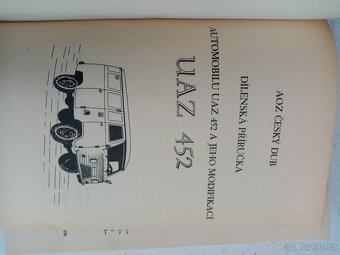 AOZ ČESKÝ DUB
DÍLENSKÁ PŘÍRUČKA
AUTOMOBILU UAZ 452 A JEHO MODIFIKACÍ
UAZ 452